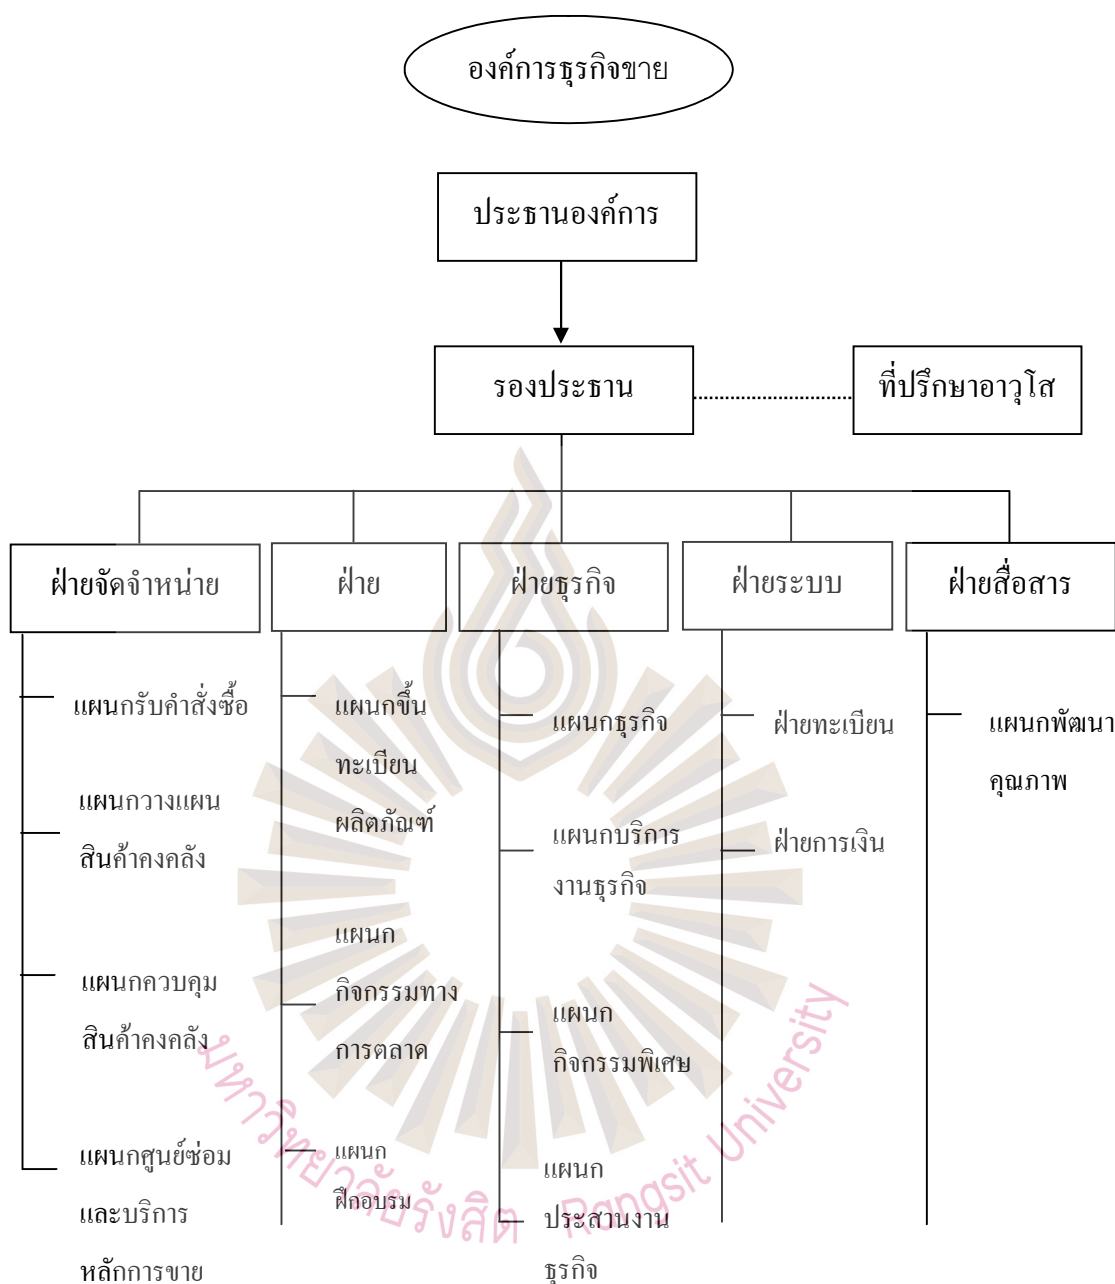 องค์การธุรกิจขาย
ประธานองค์การ
รองประธาน
ที่ปรึกษาอาวุโส
ฝ่ายจัดจำหน่าย
ฝ่าย
ฝ่ายธุรกิจ
ฝ่ายระบบ
ฝ่ายสื่อสาร
แผนกรับคำสั่งซื้อ
แผนกวางแผน
สินค้าคงคลัง
แผนกควบคุม
สินค้าคงคลัง
แผนกศูนย์ซ่อม
และบริการ
หลักการขาย
แผนกขึ้น
ทะเบียน
ผลิตภัณฑ์
แผนก
กิจกรรมทาง
การตลาด
แผนก
ฝึกอบรม
แผนกธุรกิจ
แผนกบริการ
งานธุรกิจ
แผนก
กิจกรรมพิเศษ
แผนก
ประสานงาน
ธุรกิจ
ฝ่ายทะเบียน
ฝ่ายการเงิน
แผนกพัฒนา
คุณภาพ
มหาวิทยาลัยรังสิต Rangsit University